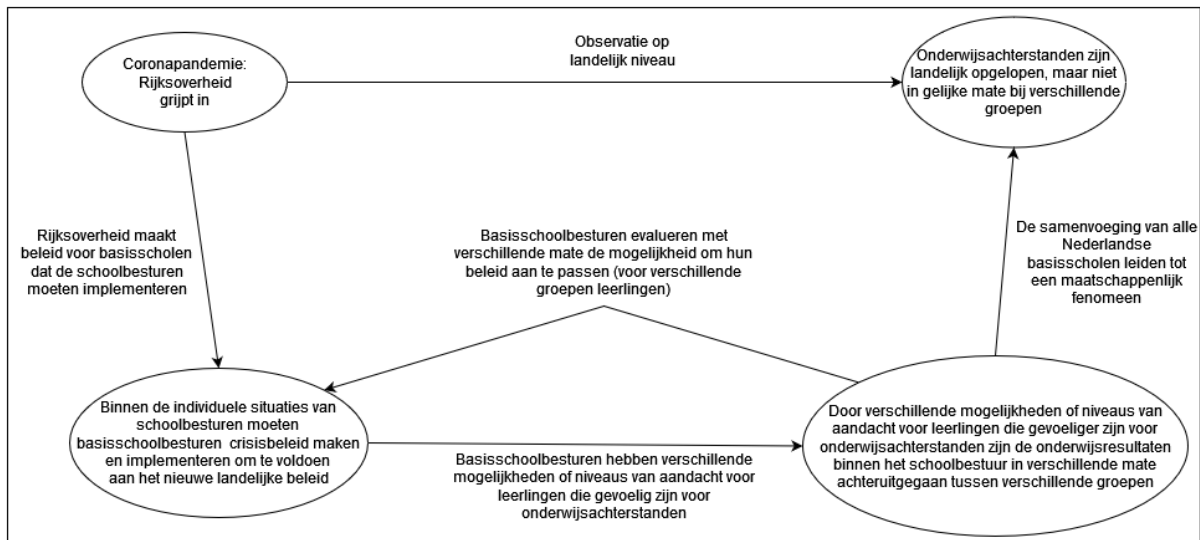 Coronapandemie:
Rijksoverheid
grijpt in
Observatie op
landelijk niveau
Onderwijsachterstanden zijn
landelijk opgelopen, maar niet
in gelijke mate bij verschillende
groepen
Rijksoverheid maakt
beleid voor basisscholen
dat de schoolbesturen
moeten implementeren
Basisschoolbesturen evalueren met
verschillende mate de mogelijkheid om hun
beleid aan te passen (voor verschillende
groepen leerlingen)
De samenvoeging van alle
Nederlandse
basisscholen leiden tot
een maatschappenlijk
fenomeen
Binnen de individuele situaties van
schoolbesturen moeten
basisschoolbesturen crisisbeleid maken
en implementeren om te voldoen
aan het nieuwe landelijke beleid
Basisschoolbesturen hebben verschillende
mogelijkheden of niveaus van aandacht voor
leerlingen die gevoelig zijn voor
onderwijsachterstanden
Door verschillende mogelijkheden of niveaus van
aandacht voor leerlingen die gevoeliger zijn voor
onderwijsachterstanden zijn de onderwijsresultaten
binnen het schoolbestuur in verschillende mate
achteruitgegaan tussen verschillende groepen